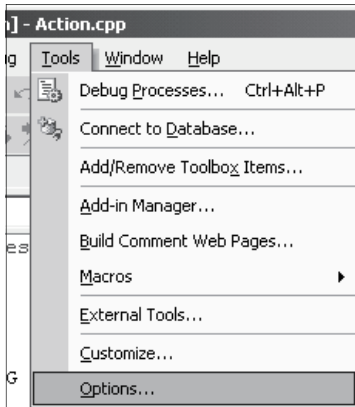 ] - Action.cpp
g Tools Window Help
Debug Processes... Ctrl+Alt+P
Connect to Database...
Add/Remove Toolbox Items...
Add-in Manager...
Build Comment Web Pages...
es
Macros
External Tools...
Customize...
G
Options...